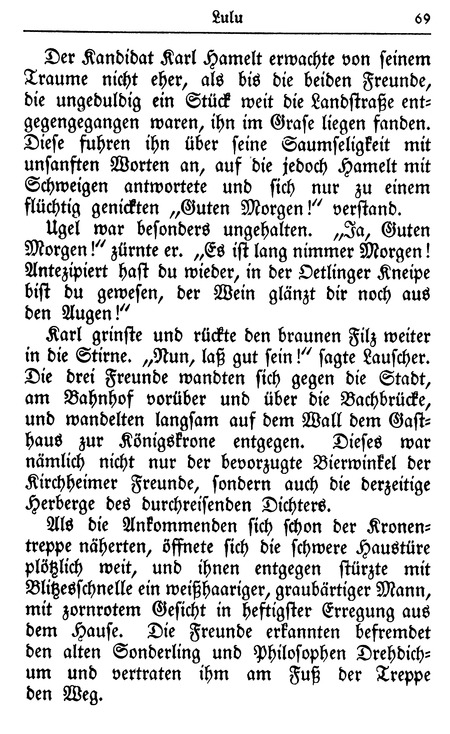 Lulu 69
Der Kandidat Karl Hamelt erwachte von seinem
Traume nicht eher, als bis die beiden Freunde,
die ungeduldig ein Stück weit die Landstraße ent-
gegengegangen waren, ihn im Grase liegen fanden.
Diese fuhren ihn über seine Saumseligkeit mit
unsanften Worten an, auf die jedoch Hamelt mit
Schweigen antwortete und sich nur zu einem
flüchtig genickten „Guten Morgen!“ verstand.
Ugel war besonders ungehalten. „Ja, Guten
Morgen!“ zürnte er. „Es ist lang nimmer Morgen!
Antezipiert hast du wieder, in der Oetlinger Kneipe
bist du gewesen, der Wein glänzt dir noch aus
den Augen!“
Karl grinste und rückte den braunen Filz weiter
in die Stirne. „Nun, laß gut sein!“ sagte Lauscher.
Die drei Freunde wandten sich gegen die Stadt,
am Bahnhof vorüber und über die Bachbrücke,
und wandelten langsam auf dem Wall dem Gast-
haus zur Königskrone entgegen. Dieses war
nämlich nicht nur der bevorzugte Bierwinkel der
Kirchheimer Freunde, sondern auch die derzeitige
Herberge des durchreisenden Dichters.
Als die Ankommenden sich schon der Kronen-
treppe näherten, öffnete sich die schwere Haustüre
plötzlich weit, und ihnen entgegen stürzte mit
Blitzesschnelle ein weißhaariger, graubärtiger Mann,
mit zornrotem Gesicht in heftigster Erregung aus
dem Hause. Die Freunde erkannten befremdet
den alten Sonderling und Philosophen Drehdich-
um und vertraten ihm am Fuß der Treppe
den Weg.